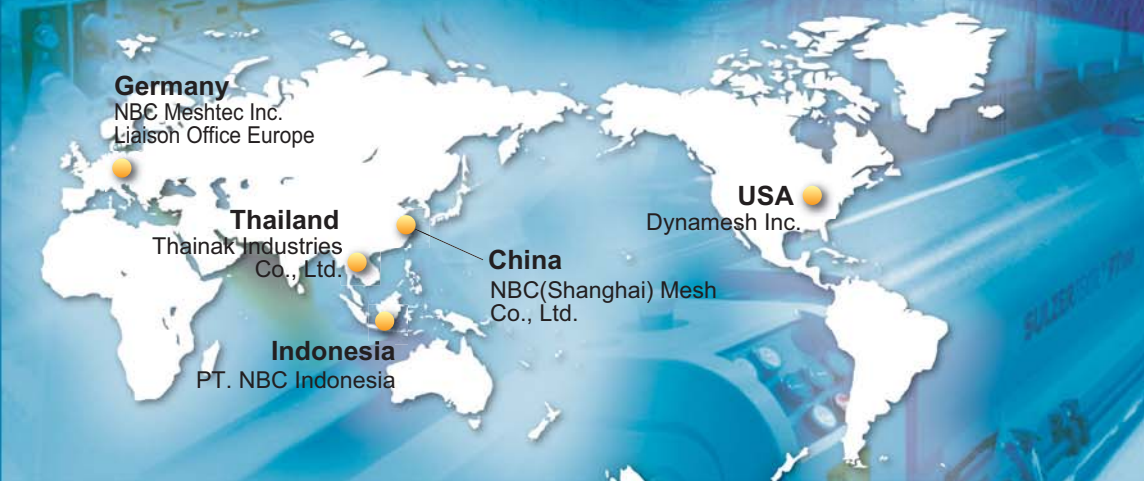 Germany
NBC Meshtec Inc.
Liaison Office Europe
Thailand
Thainak Industries
Co., Ltd.
China
NBC(Shanghai) Mesh
Co., Ltd.
Indonesia
PT. NBC Indonesia
USA
Dynamesh Inc.